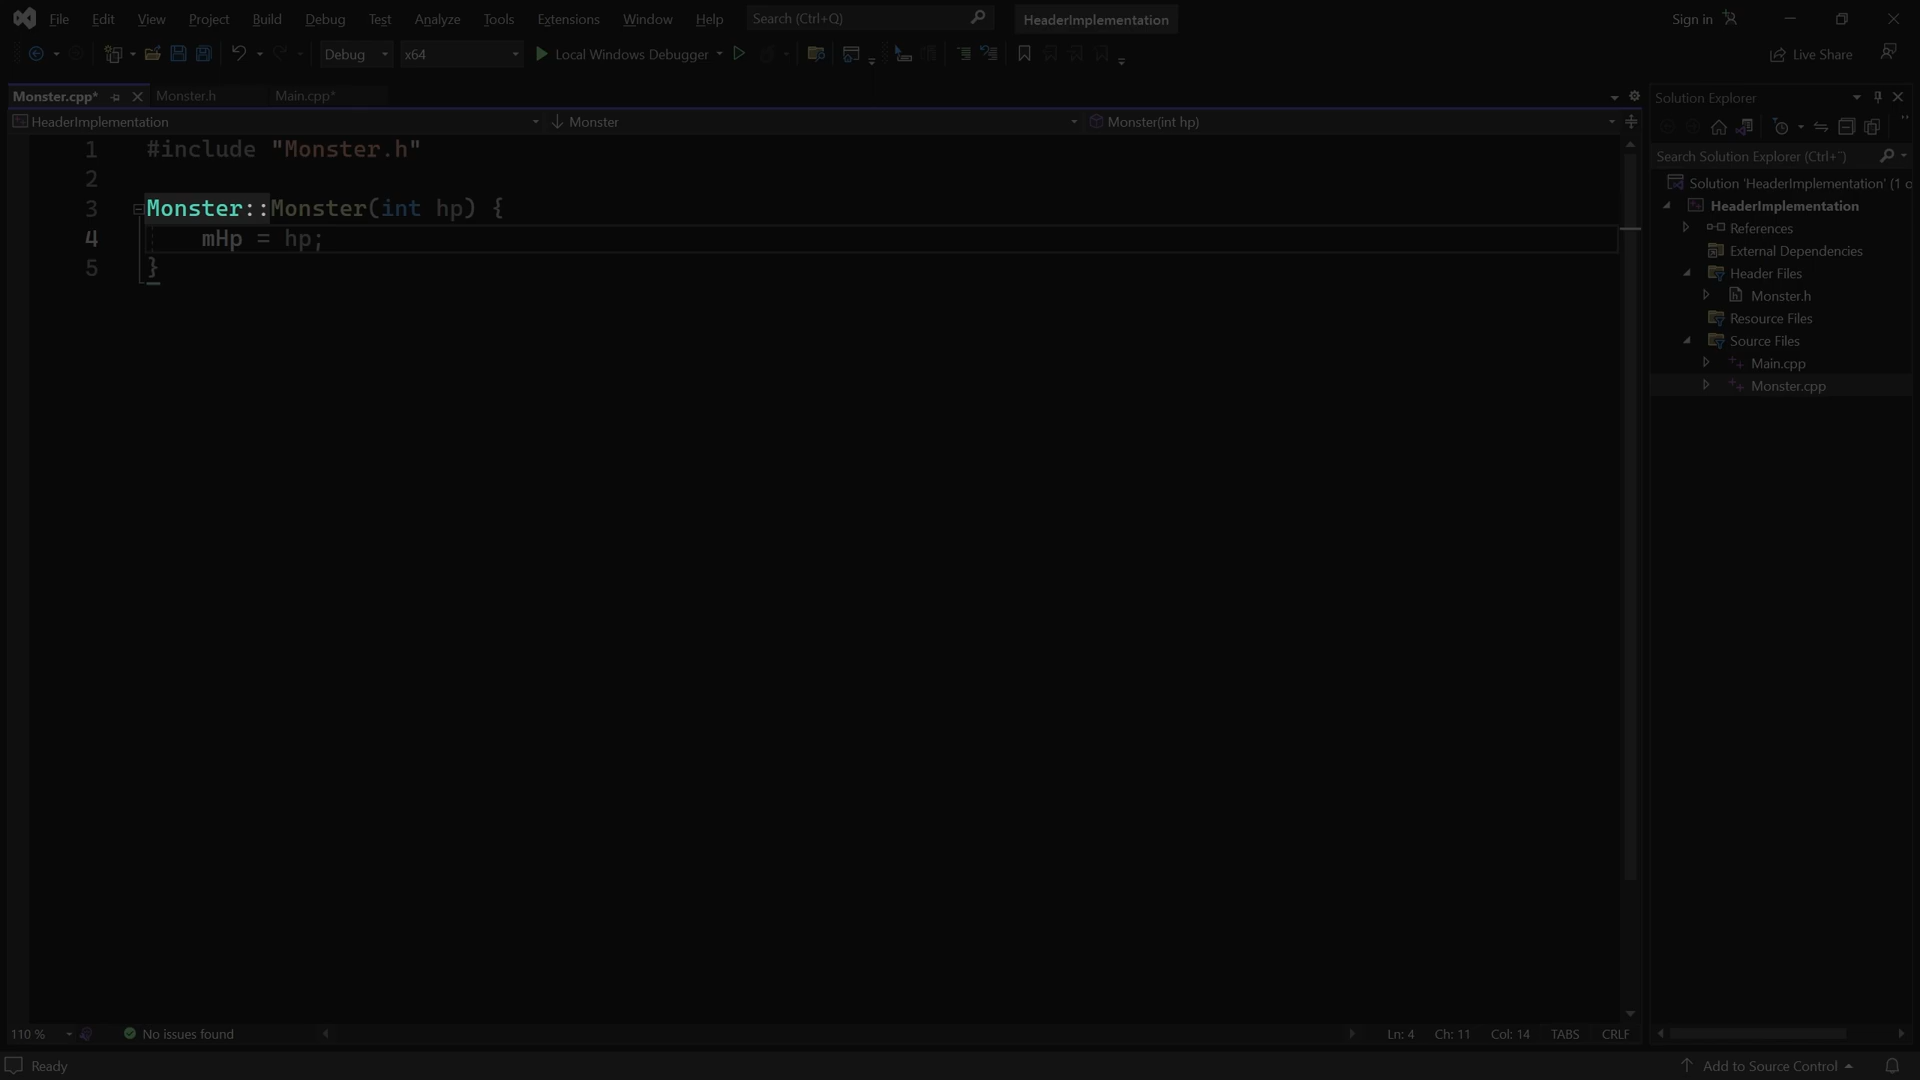 File Edit View Project Build Debug Test Analyze Tools Extensions Window Help Search (Ctrl+Q) HeaderImplementation Sign in
Debug x64 Local Windows Debugger Live Share
Monster.cpp* Monster.h Main.cpp*
HeaderImplementation Monster Monster(int hp)
1 #include "Monster.h"
2
3 Monster::Monster(int hp) {
4 mHp = hp;
5 }
Solution Explorer
Search Solution Explorer (Ctrl+¨)
Solution 'HeaderImplementation' (1 o
HeaderImplementation
References
External Dependencies
Header Files
Monster.h
Resource Files
Source Files
Main.cpp
Monster.cpp
110 % No issues found Ln: 4 Ch: 11 Col: 14 TABS CRLF
Ready Add to Source Control